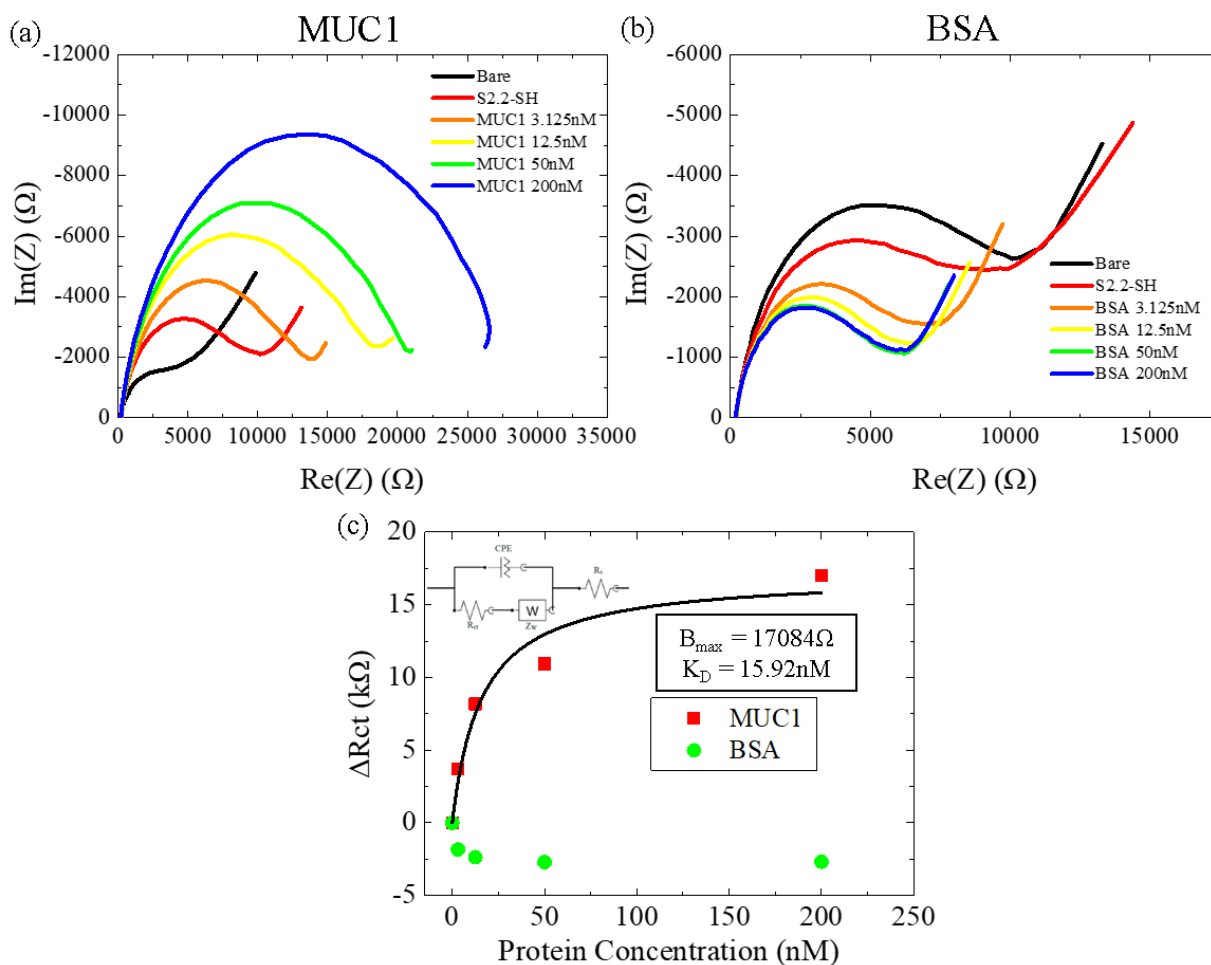 (a)
MUC1
-12000
-10000
-8000
-6000
-4000
-2000
0
Im(Z) (Ω)
Bare
S2.2-SH
MUC1 3.125nM
MUC1 12.5nM
MUC1 50nM
MUC1 200nM
0
5000
10000
15000
20000
25000
30000
35000
Re(Z) (Ω)
(b)
BSA
-6000
-5000
-4000
-3000
-2000
-1000
0
Im(Z) (Ω)
Bare
S2.2-SH
BSA 3.125nM
BSA 12.5nM
BSA 50nM
BSA 200nM
0
5000
10000
15000
Re(Z) (Ω)
(c)
20
15
10
5
0
-5
ΔRct (kΩ)
CPE
Rs
Rct
W
Zw
Bmax = 17084Ω
KD = 15.92nM
MUC1
BSA
0
50
100
150
200
250
Protein Concentration (nM)